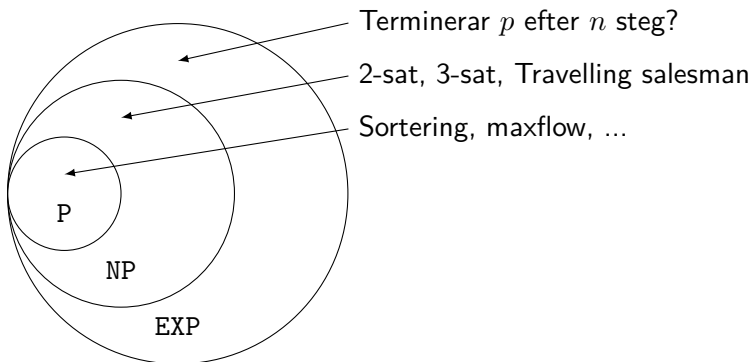 Terminerar p efter n steg?
2-sat, 3-sat, Travelling salesman
Sortering, maxflow, ...
P
NP
EXP